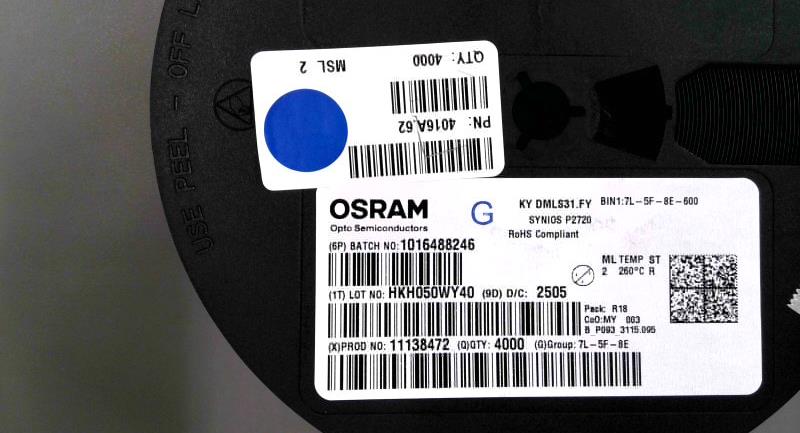 USE PEEL - OFF L
QTY: 4000
MSL 2
PN: 4016A.62
OSRAM
Opto Semiconductors
G
KY DMLS31.FY BIN1:7L-5F-8E-600
SYNIOS P2720
RoHS Compliant
(6P) BATCH NO:1016488246
ML TEMP ST
2 260°C R
(1T) LOT NO: HKH050WY40 (9D) D/C: 2505
Pack: R18
CoO:MY 003
B_P093_3115.095
(X)PROD NO: 11138472 (Q)QTY: 4000 (G)Group: 7L-5F-8E